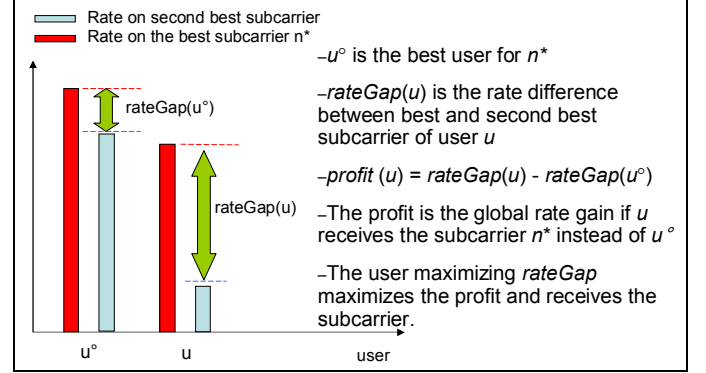 Rate on second best subcarrier
Rate on the best subcarrier n*
–u° is the best user for n*
–rateGap(u) is the rate difference
between best and second best
subcarrier of user u
–profit (u) = rateGap(u) - rateGap(u°)
–The profit is the global rate gain if u
receives the subcarrier n* instead of u°
–The user maximizing rateGap
maximizes the profit and receives the
subcarrier.
rateGap(u°)
rateGap(u)
u°
u
user